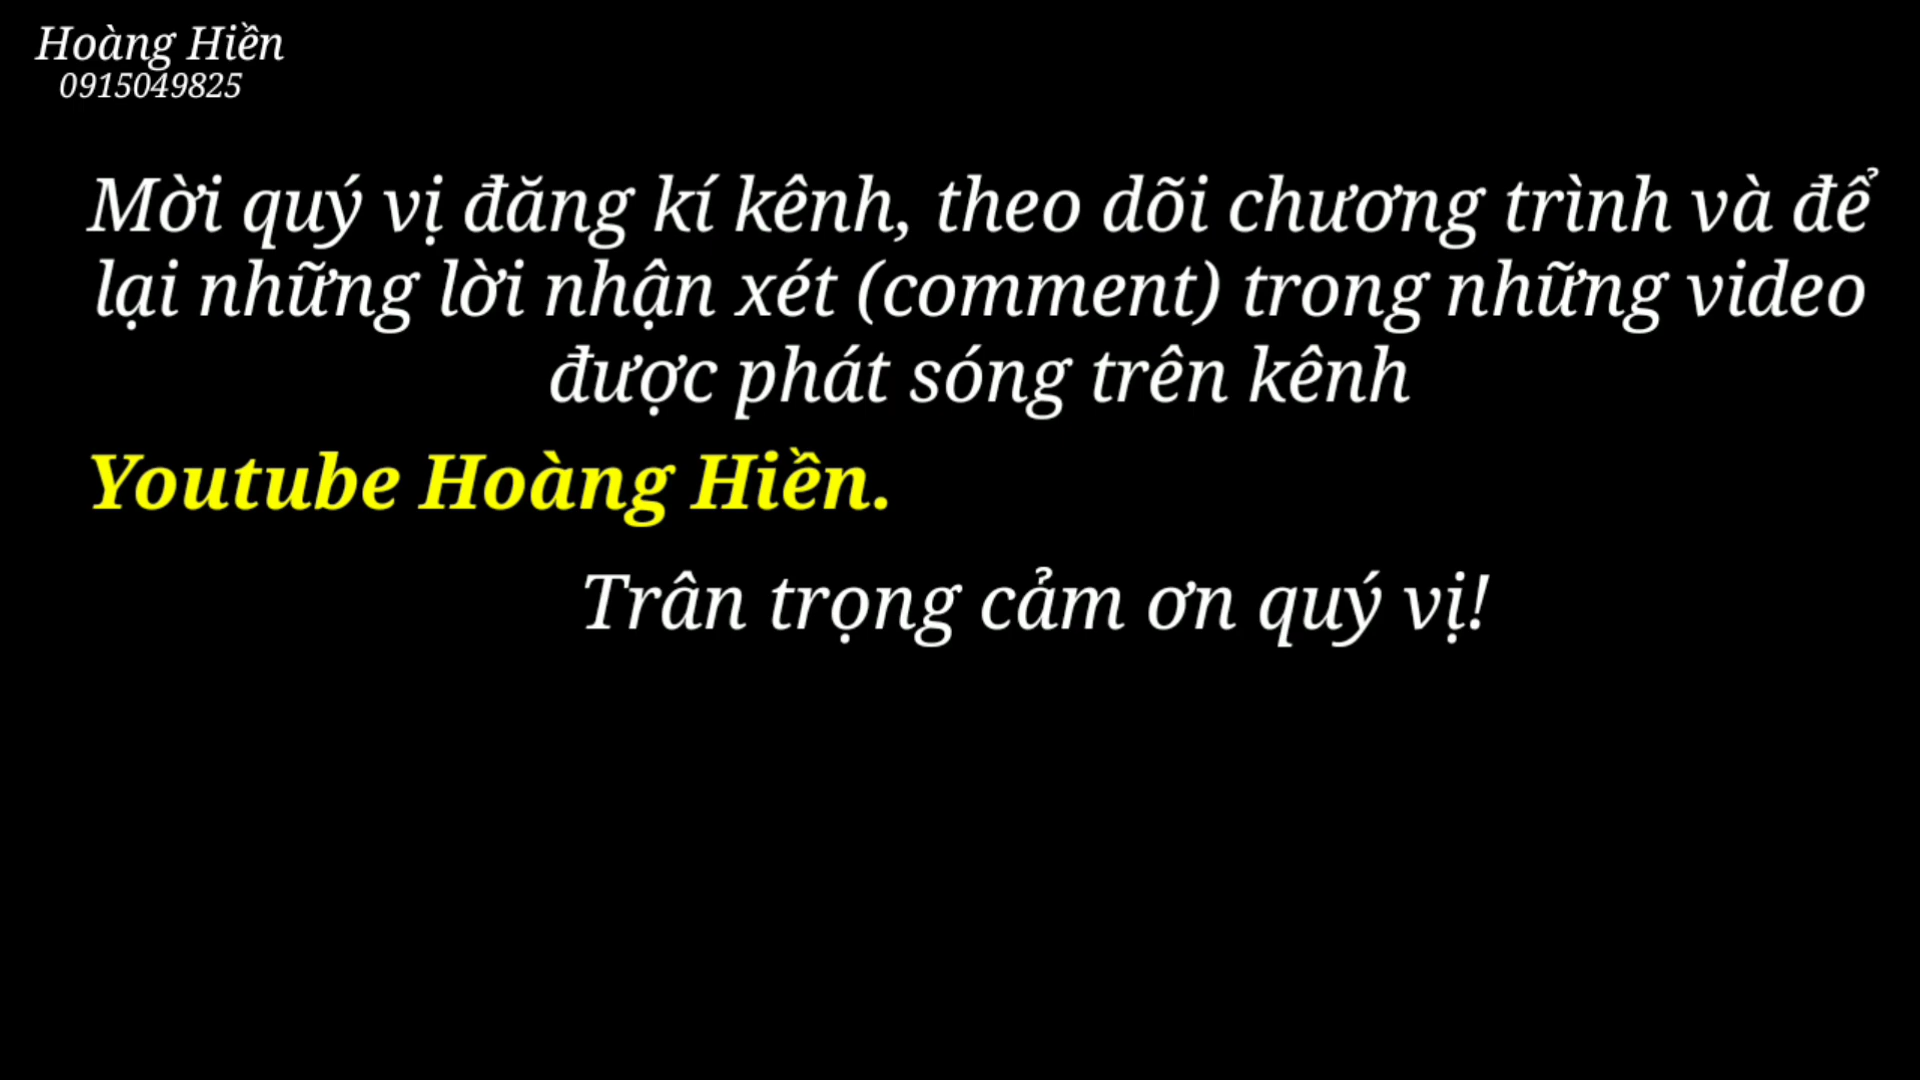 Hoàng Hiền
0915049825
Mời quý vị đăng kí kênh, theo dõi chương trình và để
lại những lời nhận xét (comment) trong những video
được phát sóng trên kênh
Youtube Hoàng Hiền.
Trân trọng cảm ơn quý vị!